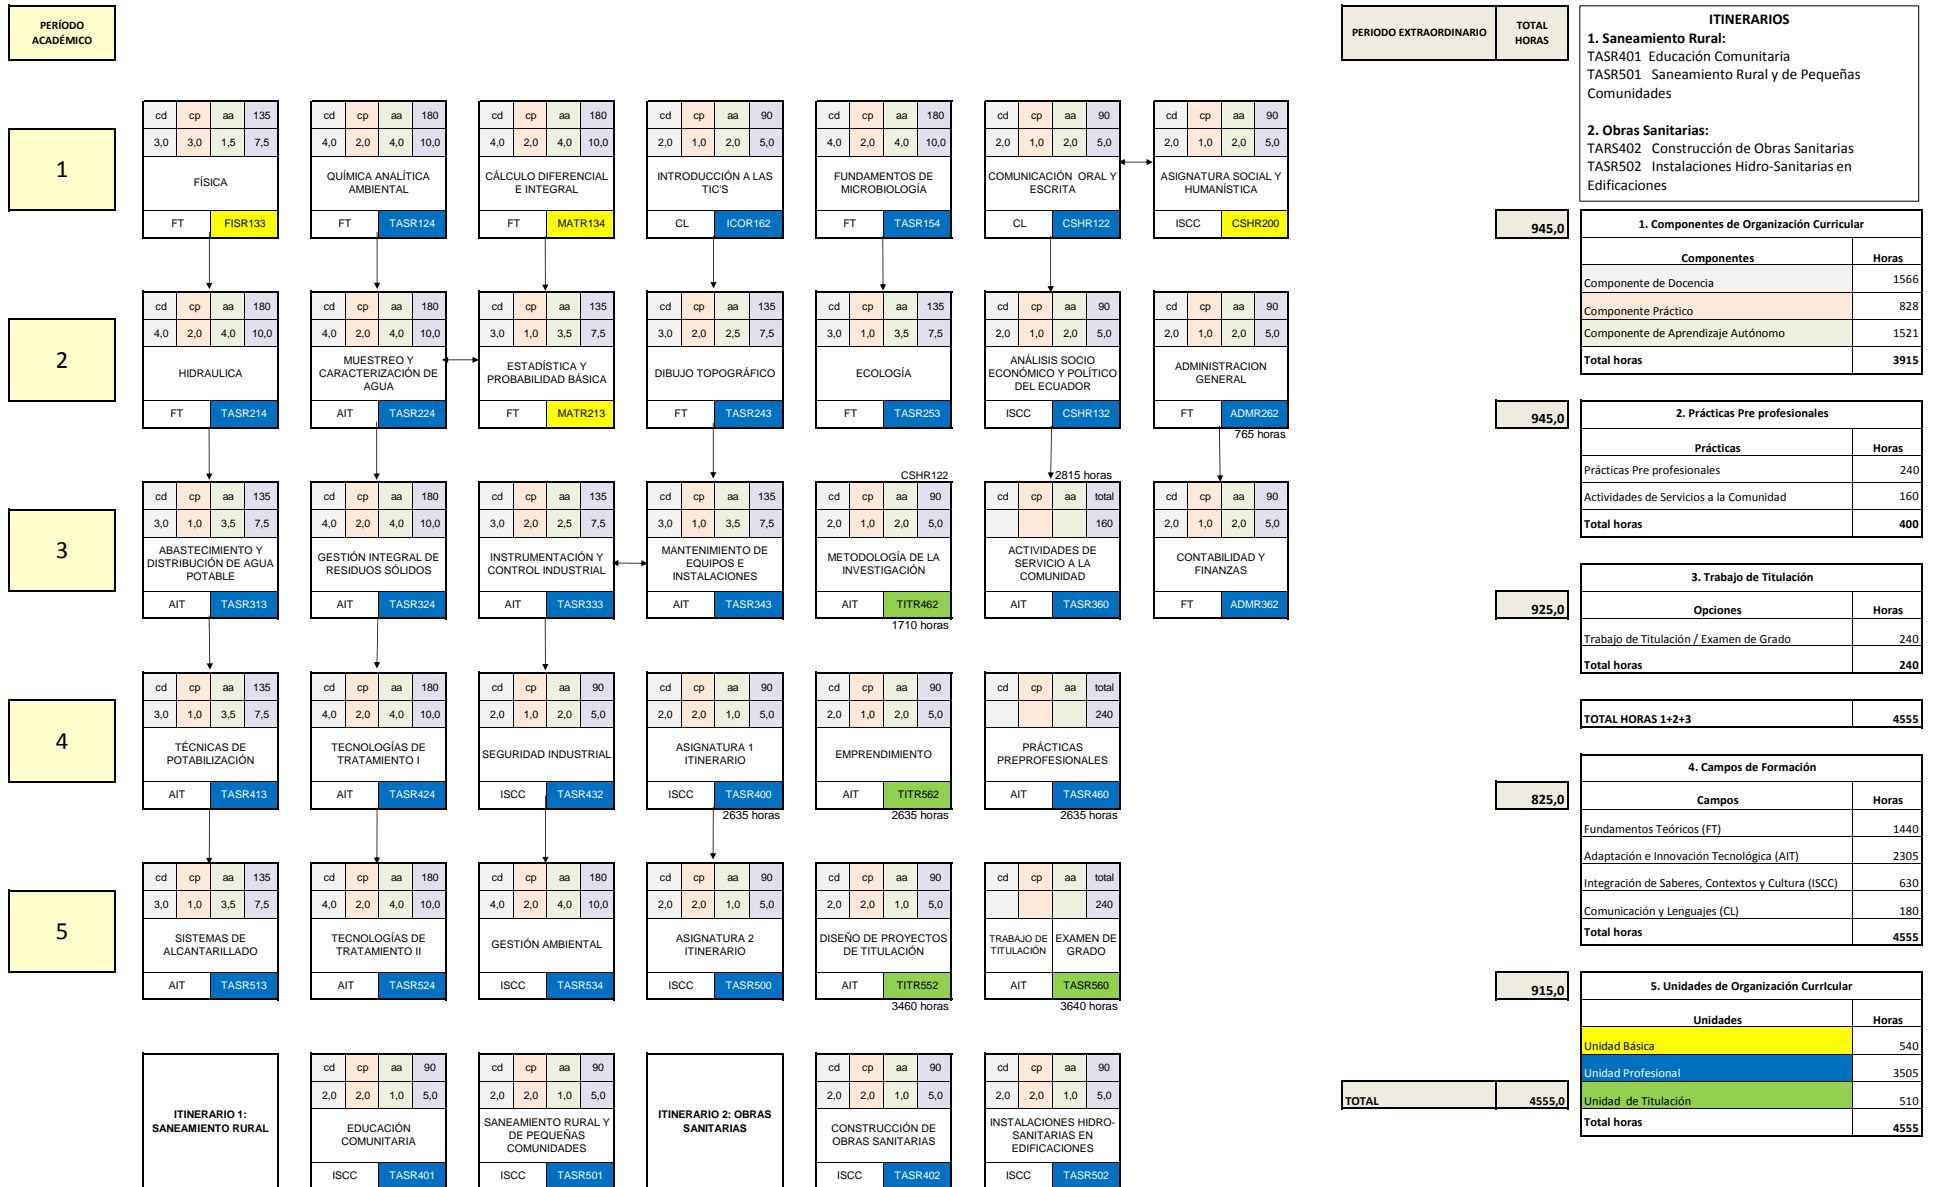 PERÍODO
ACADÉMICO
PERIODO EXTRAORDINARIO
TOTAL
HORAS
ITINERARIOS
1. Saneamiento Rural:
TASR401 Educación Comunitaria
TASR501 Saneamiento Rural y de Pequeñas
Comunidades
2. Obras Sanitarias:
TARS402 Construcción de Obras Sanitarias
TASR502 Instalaciones Hidro-Sanitarias en
Edificaciones
1
cd cp aa 135
3,0 3,0 1,5 7,5
FÍSICA
FT FISR133
cd cp aa 180
4,0 2,0 4,0 10,0
QUÍMICA ANALÍTICA
AMBIENTAL
FT TASR124
cd cp aa 180
4,0 2,0 4,0 10,0
CÁLCULO DIFERENCIAL
E INTEGRAL
FT MATR134
cd cp aa 90
2,0 1,0 2,0 5,0
INTRODUCCIÓN A LAS
TIC'S
CL ICOR162
cd cp aa 180
4,0 2,0 4,0 10,0
FUNDAMENTOS DE
MICROBIOLOGÍA
FT TASR154
cd cp aa 90
2,0 1,0 2,0 5,0
COMUNICACIÓN ORAL Y
ESCRITA
CL CSHR122
cd cp aa 90
2,0 1,0 2,0 5,0
ASIGNATURA SOCIAL Y
HUMANÍSTICA
ISCC CSHR200
945,0
2
cd cp aa 180
4,0 2,0 4,0 10,0
HIDRAULICA
FT TASR214
cd cp aa 180
4,0 2,0 4,0 10,0
MUESTREO Y
CARACTERIZACIÓN DE
AGUA
AIT TASR224
cd cp aa 135
3,0 1,0 3,5 7,5
ESTADÍSTICA Y
PROBABILIDAD BÁSICA
FT MATR213
cd cp aa 135
3,0 2,0 2,5 7,5
DIBUJO TOPOGRÁFICO
FT TASR243
cd cp aa 135
3,0 1,0 3,5 7,5
ECOLOGÍA
FT TASR253
cd cp aa 90
2,0 1,0 2,0 5,0
ANÁLISIS SOCIO
ECONÓMICO Y POLÍTICO
DEL ECUADOR
ISCC CSHR132
cd cp aa 90
2,0 1,0 2,0 5,0
ADMINISTRACION
GENERAL
FT ADMR262
765 horas
945,0
3
cd cp aa 135
3,0 1,0 3,5 7,5
ABASTECIMIENTO Y
DISTRIBUCIÓN DE AGUA
POTABLE
AIT TASR313
cd cp aa 180
4,0 2,0 4,0 10,0
GESTIÓN INTEGRAL DE
RESIDUOS SÓLIDOS
AIT TASR324
cd cp aa 135
3,0 2,0 2,5 7,5
INSTRUMENTACIÓN Y
CONTROL INDUSTRIAL
AIT TASR333
cd cp aa 135
3,0 1,0 3,5 7,5
MANTENIMIENTO DE
EQUIPOS E
INSTALACIONES
AIT TASR343
CSHR122
cd cp aa 90
2,0 1,0 2,0 5,0
METODOLOGÍA DE LA
INVESTIGACIÓN
AIT TITR462
1710 horas
2815 horas
cd cp aa total
160
ACTIVIDADES DE
SERVICIO A LA
COMUNIDAD
AIT TASR360
cd cp aa 90
2,0 1,0 2,0 5,0
CONTABILIDAD Y
FINANZAS
FT ADMR362
925,0
4
cd cp aa 135
3,0 1,0 3,5 7,5
TÉCNICAS DE
POTABILIZACIÓN
AIT TASR413
cd cp aa 180
4,0 2,0 4,0 10,0
TECNOLOGÍAS DE
TRATAMIENTO I
AIT TASR424
cd cp aa 90
2,0 1,0 2,0 5,0
SEGURIDAD INDUSTRIAL
ISCC TASR432
cd cp aa 90
2,0 2,0 1,0 5,0
ASIGNATURA 1
ITINERARIO
ISCC TASR400
2635 horas
cd cp aa 90
2,0 1,0 2,0 5,0
EMPRENDIMIENTO
AIT TITR562
2635 horas
cd cp aa total
240
PRÁCTICAS
PREPROFESIONALES
AIT TASR460
2635 horas
825,0
5
cd cp aa 135
3,0 1,0 3,5 7,5
SISTEMAS DE
ALCANTARILLADO
AIT TASR513
cd cp aa 180
4,0 2,0 4,0 10,0
TECNOLOGÍAS DE
TRATAMIENTO II
AIT TASR524
cd cp aa 180
4,0 2,0 4,0 10,0
GESTIÓN AMBIENTAL
ISCC TASR534
cd cp aa 90
2,0 2,0 1,0 5,0
ASIGNATURA 2
ITINERARIO
ISCC TASR500
cd cp aa 90
2,0 2,0 1,0 5,0
DISEÑO DE PROYECTOS
DE TITULACIÓN
AIT TITR552
3460 horas
cd cp aa total
240
TRABAJO DE
TITULACIÓN
EXAMEN DE
GRADO
AIT TASR560
3640 horas
915,0
ITINERARIO 1:
SANEAMIENTO RURAL
cd cp aa 90
2,0 2,0 1,0 5,0
EDUCACIÓN
COMUNITARIA
ISCC TASR401
cd cp aa 90
2,0 2,0 1,0 5,0
SANEAMIENTO RURAL Y
DE PEQUEÑAS
COMUNIDADES
ISCC TASR501
ITINERARIO 2: OBRAS
SANITARIAS
cd cp aa 90
2,0 2,0 1,0 5,0
CONSTRUCCIÓN DE
OBRAS SANITARIAS
ISCC TASR402
cd cp aa 90
2,0 2,0 1,0 5,0
INSTALACIONES HIDRO-
SANITARIAS EN
EDIFICACIONES
ISCC TASR502
TOTAL 4555,0
1. Componentes de Organización Curricular
Componentes Horas
Componente de Docencia 1566
Componente Práctico 828
Componente de Aprendizaje Autónomo 1521
Total horas 3915
2. Prácticas Pre profesionales
Prácticas Horas
Prácticas Pre profesionales 240
Actividades de Servicios a la Comunidad 160
Total horas 400
3. Trabajo de Titulación
Opciones Horas
Trabajo de Titulación / Examen de Grado 240
Total horas 240
TOTAL HORAS 1+2+3 4555
4. Campos de Formación
Campos Horas
Fundamentos Teóricos (FT) 1440
Adaptación e Innovación Tecnológica (AIT) 2305
Integración de Saberes, Contextos y Cultura (ISCC) 630
Comunicación y Lenguajes (CL) 180
Total horas 4555
5. Unidades de Organización CurrIcular
Unidades Horas
Unidad Básica 540
Unidad Profesional 3505
Unidad de Titulación 510
Total horas 4555